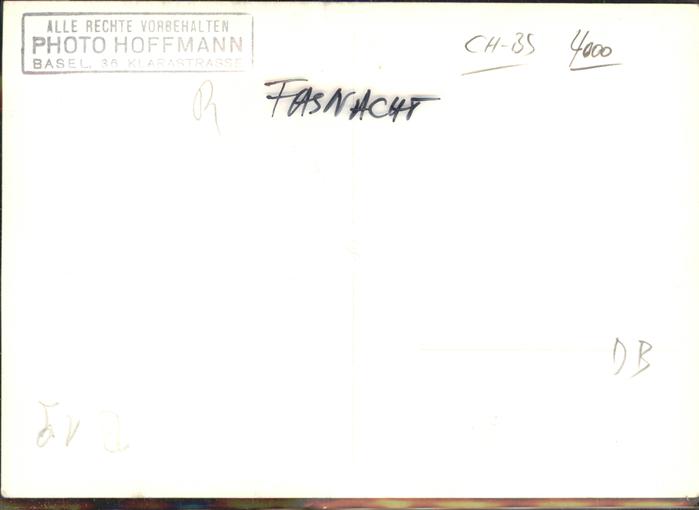 ALLE RECHTE VORBEHALTEN
PHOTO HOFFMANN
BASEL, 36 KLARASTRASSE
CH-BS 4000
FASNACHT
DB